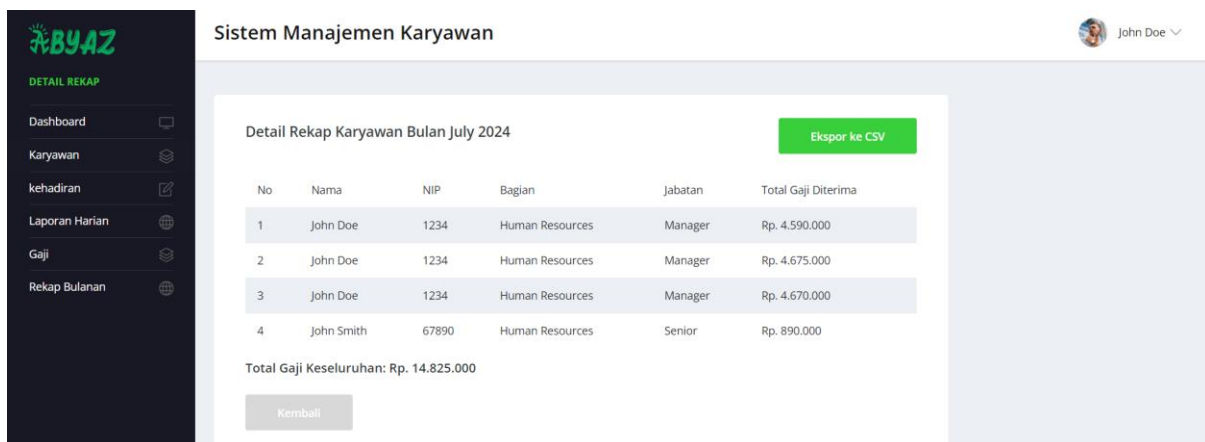 ABYAZ
Sistem Manajemen Karyawan
John Doe
DETAIL REKAP
Dashboard
Karyawan
kehadiran
Laporan Harian
Gaji
Rekap Bulanan
Detail Rekap Karyawan Bulan July 2024
Ekspor ke CSV
No Nama NIP Bagian Jabatan Total Gaji Diterima
1 John Doe 1234 Human Resources Manager Rp. 4.590.000
2 John Doe 1234 Human Resources Manager Rp. 4.675.000
3 John Doe 1234 Human Resources Manager Rp. 4.670.000
4 John Smith 67890 Human Resources Senior Rp. 890.000
Total Gaji Keseluruhan: Rp. 14.825.000
Kembali